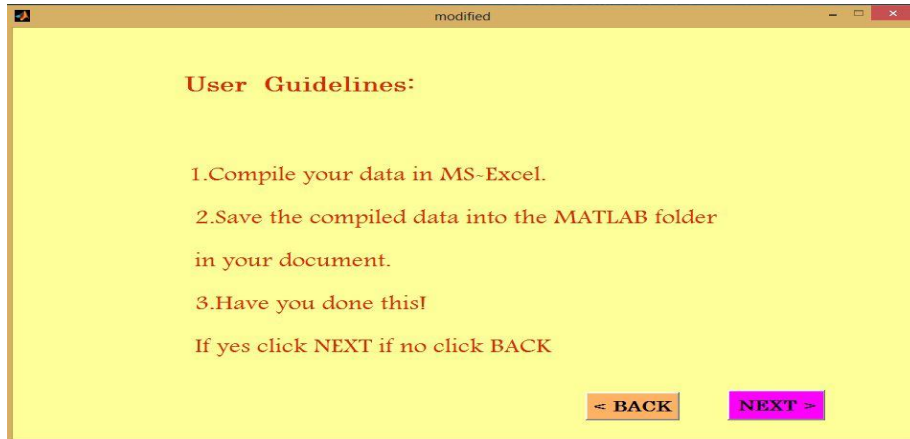 modified
User Guidelines:
1.Compile your data in MS-Excel.
2.Save the compiled data into the MATLAB folder
in your document.
3.Have you done this!
If yes click NEXT if no click BACK
< BACK
NEXT >